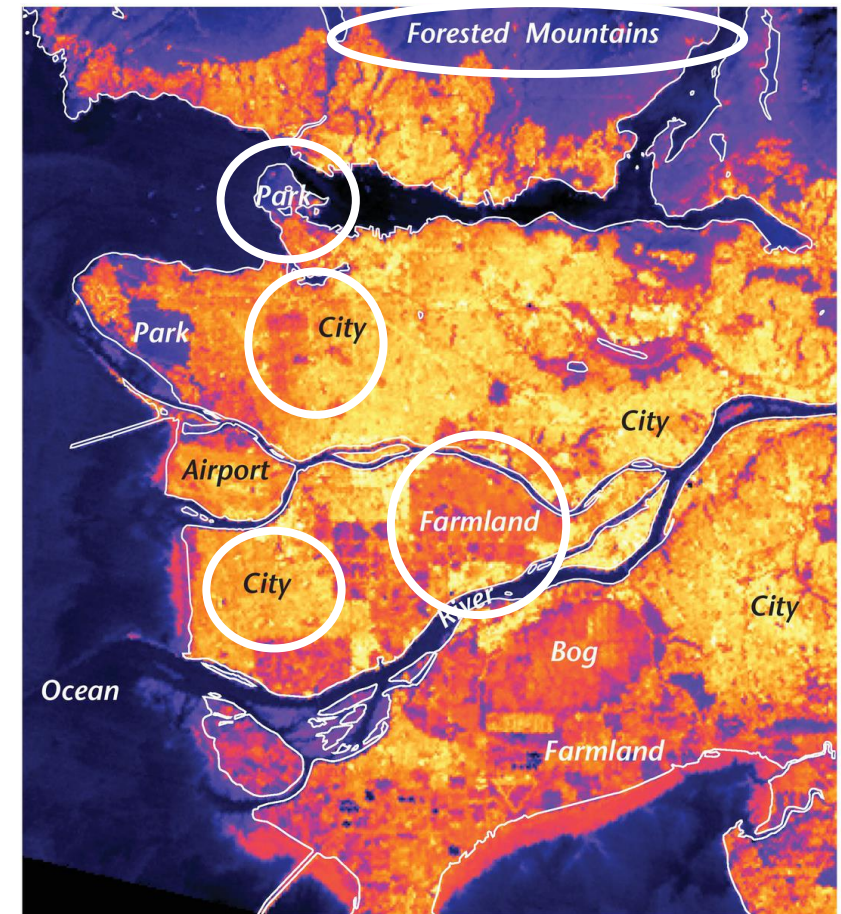 Forested Mountains
Park
City
Park
City
Airport
Farmland
City
River
City
Bog
Ocean
Farmland